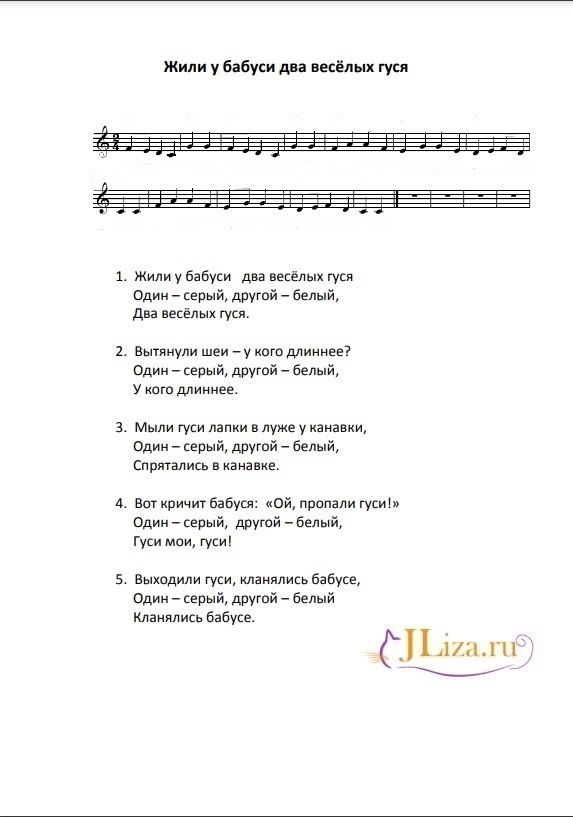 Жили у бабуси два весёлых гуся
2
4
1. Жили у бабуси два весёлых гуся
Один – серый, другой – белый,
Два весёлых гуся.
2. Вытянули шеи – у кого длиннее?
Один – серый, другой – белый,
У кого длиннее.
3. Мыли гуси лапки в луже у канавки,
Один – серый, другой – белый,
Спрятались в канавке.
4. Вот кричит бабуся: «Ой, пропали гуси!»
Один – серый, другой – белый,
Гуси мои, гуси!
5. Выходили гуси, кланялись бабусе,
Один – серый, другой – белый
Кланялись бабусе.
JLiza.ru